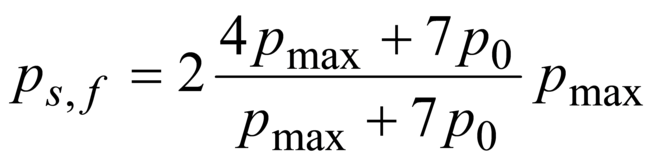 p_{s,f} = 2 \frac{4p_{\max} + 7p_0}{p_{\max} + 7p_0} p_{\max}